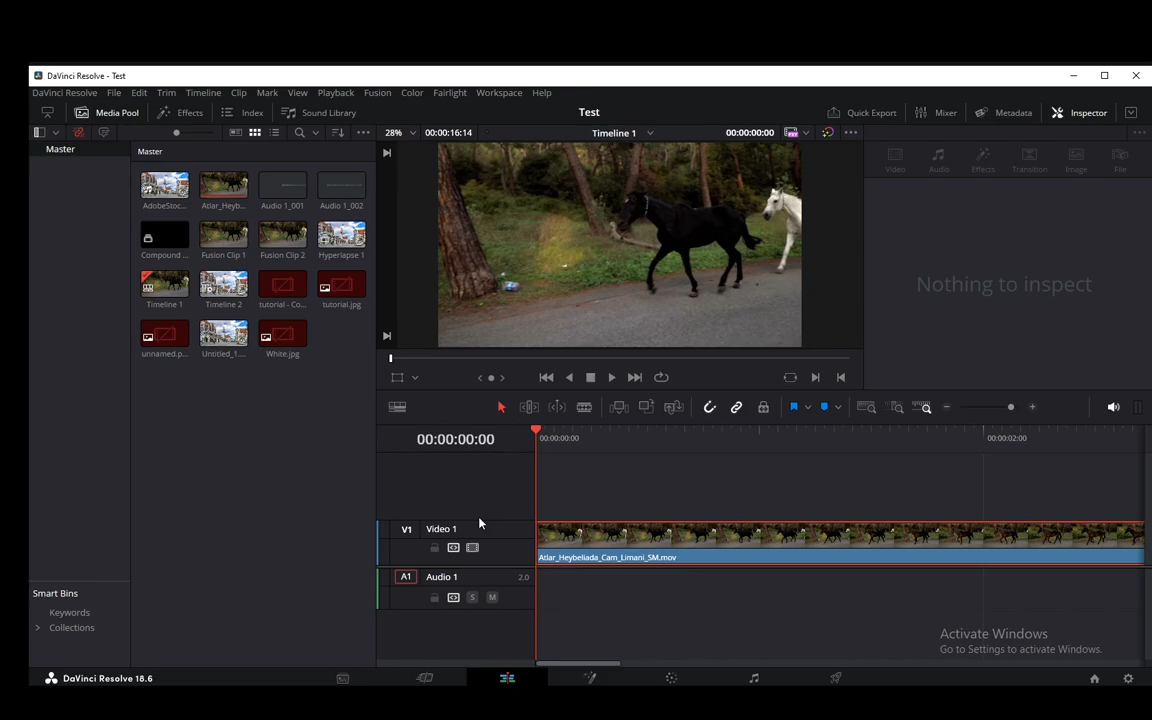 DaVinci Resolve - Test
DaVinci Resolve File Edit Trim Timeline Clip Mark View Playback Fusion Color Fairlight Workspace Help
Media Pool Effects Index Sound Library Test Quick Export Mixer Metadata Inspector
28% 00:00:16:14 Timeline 1 00:00:00:00
Master Master
Video Audio Effects Transition Image File
AdobeStoc... Atlar_Heyb... Audio 1_001 Audio 1_002
Compound ... Fusion Clip 1 Fusion Clip 2 Hyperlapse 1
Timeline 1 Timeline 2 tutorial - Co... tutorial.jpg
unnamed.p... Untitled_1.... White.jpg
Nothing to inspect
00:00:00:00 00:00:00:00 00:00:02:00
V1 Video 1
Atlar_Heybeliada_Cam_Limani_SM.mov
A1 Audio 1 2.0
S M
Smart Bins
Keywords
Collections
Activate Windows
Go to Settings to activate Windows.
DaVinci Resolve 18.6